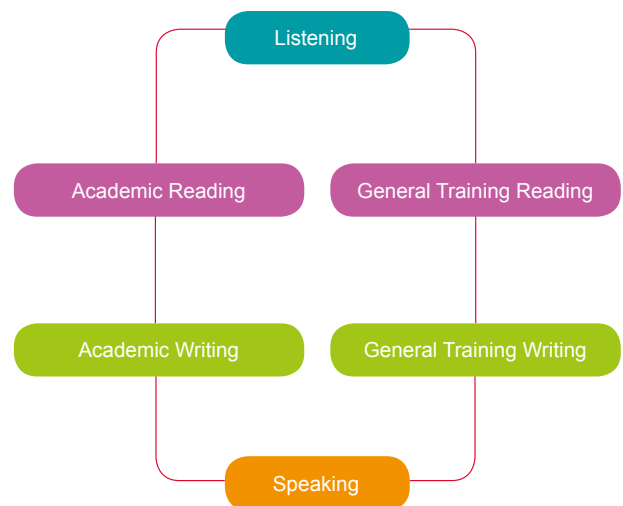 Listening
Academic Reading
General Training Reading
Academic Writing
General Training Writing
Speaking